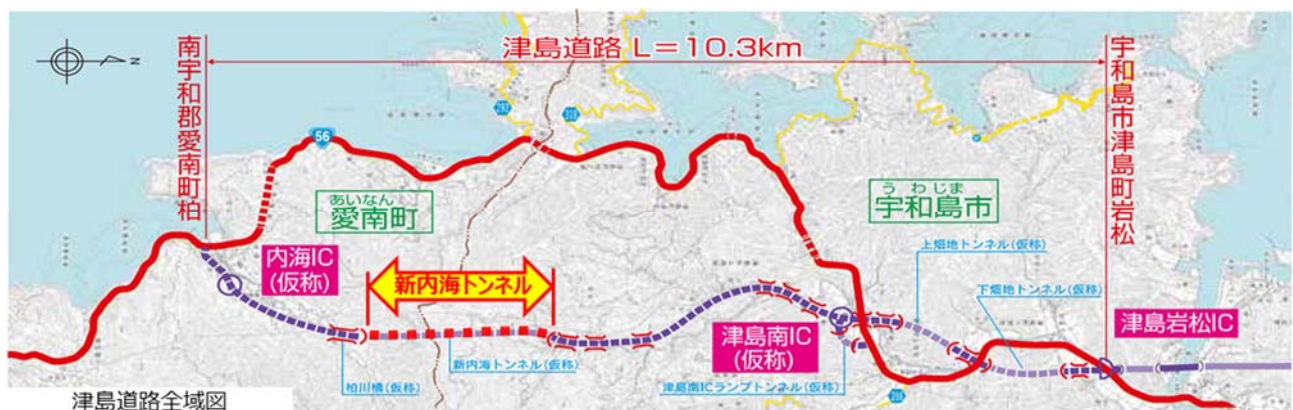 津島道路 L=10.3km
南宇和郡愛南町柏
宇和島市津島町岩松
N
56
292
318
あいなん
愛南町
うわじま
宇和島市
内海IC
(仮称)
新内海トンネル
上畑地トンネル(仮称)
下畑地トンネル(仮称)
津島岩松IC
津島南IC
(仮称)
柏川橋(仮称)
新内海トンネル(仮称)
津島南ICランプトンネル(仮称)
津島道路全域図